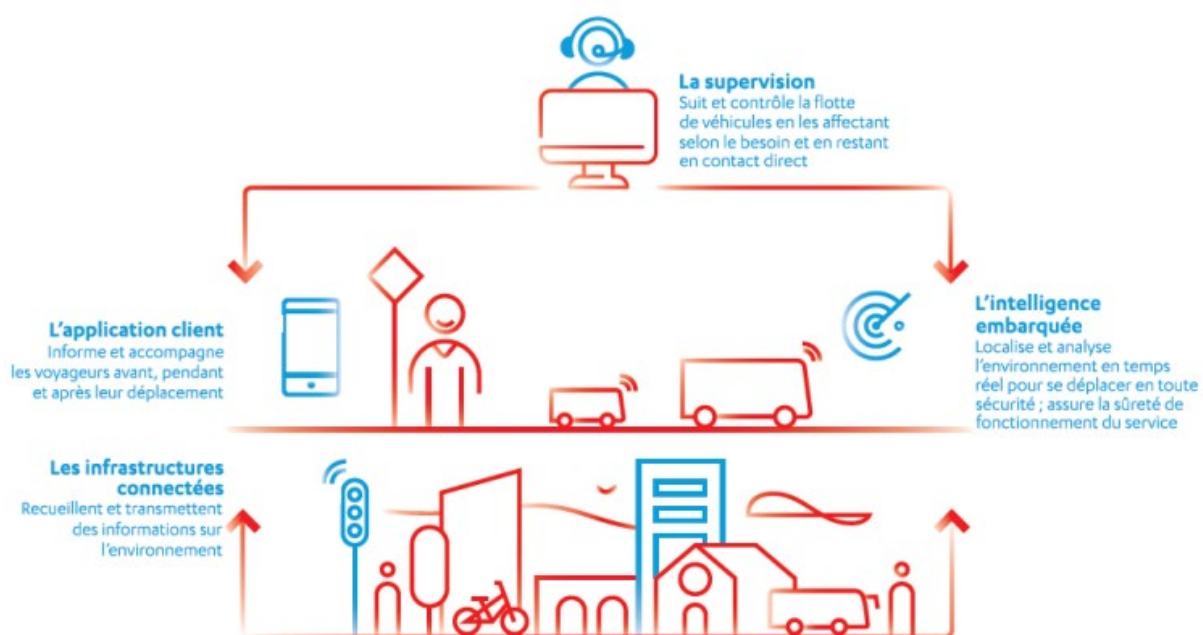 La supervision
Suit et contrôle la flotte
de véhicules en les affectant
selon le besoin et en restant
en contact direct
L'application client
Informe et accompagne
les voyageurs avant, pendant
et après leur déplacement
L'intelligence
embarquée
Localise et analyse
l'environnement en temps
réel pour se déplacer en toute
sécurité ; assure la sûreté de
fonctionnement du service
Les infrastructures
connectées
Recueillent et transmettent
des informations sur
l'environnement